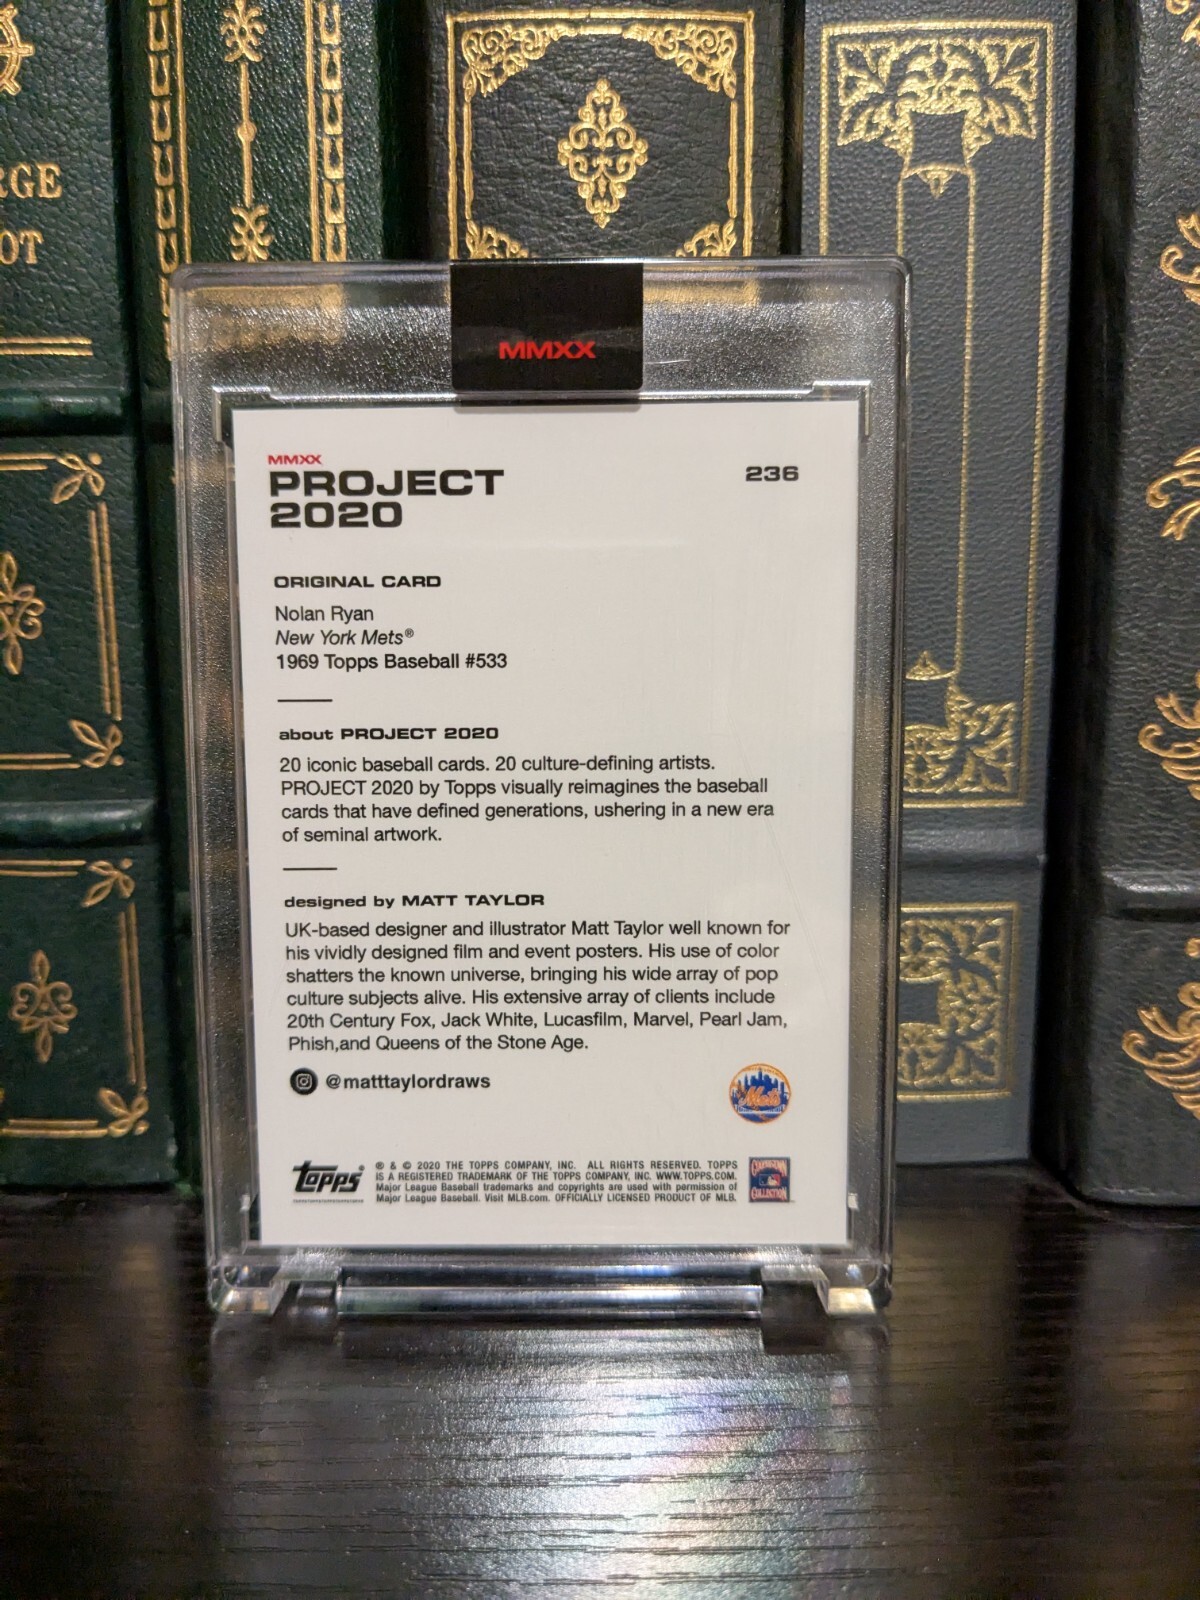 RGE
OT
MMXX
MMXX
PROJECT
2020
236
ORIGINAL CARD
Nolan Ryan
New York Mets®
1969 Topps Baseball #533
about PROJECT 2020
20 iconic baseball cards. 20 culture-defining artists.
PROJECT 2020 by Topps visually reimagines the baseball
cards that have defined generations, ushering in a new era
of seminal artwork.
designed by MATT TAYLOR
UK-based designer and illustrator Matt Taylor well known for
his vividly designed film and event posters. His use of color
shatters the known universe, bringing his wide array of pop
culture subjects alive. His extensive array of clients include
20th Century Fox, Jack White, Lucasfilm, Marvel, Pearl Jam,
Phish,and Queens of the Stone Age.
@matttaylordraws
Mets
topps®
® & © 2020 THE TOPPS COMPANY, INC. ALL RIGHTS RESERVED. TOPPS
IS A REGISTERED TRADEMARK OF THE TOPPS COMPANY, INC. WWW.TOPPS.COM.
Major League Baseball trademarks and copyrights are used with permission of
Major League Baseball. Visit MLB.com. OFFICIALLY LICENSED PRODUCT OF MLB.
COOPERSTOWN
COLLECTION